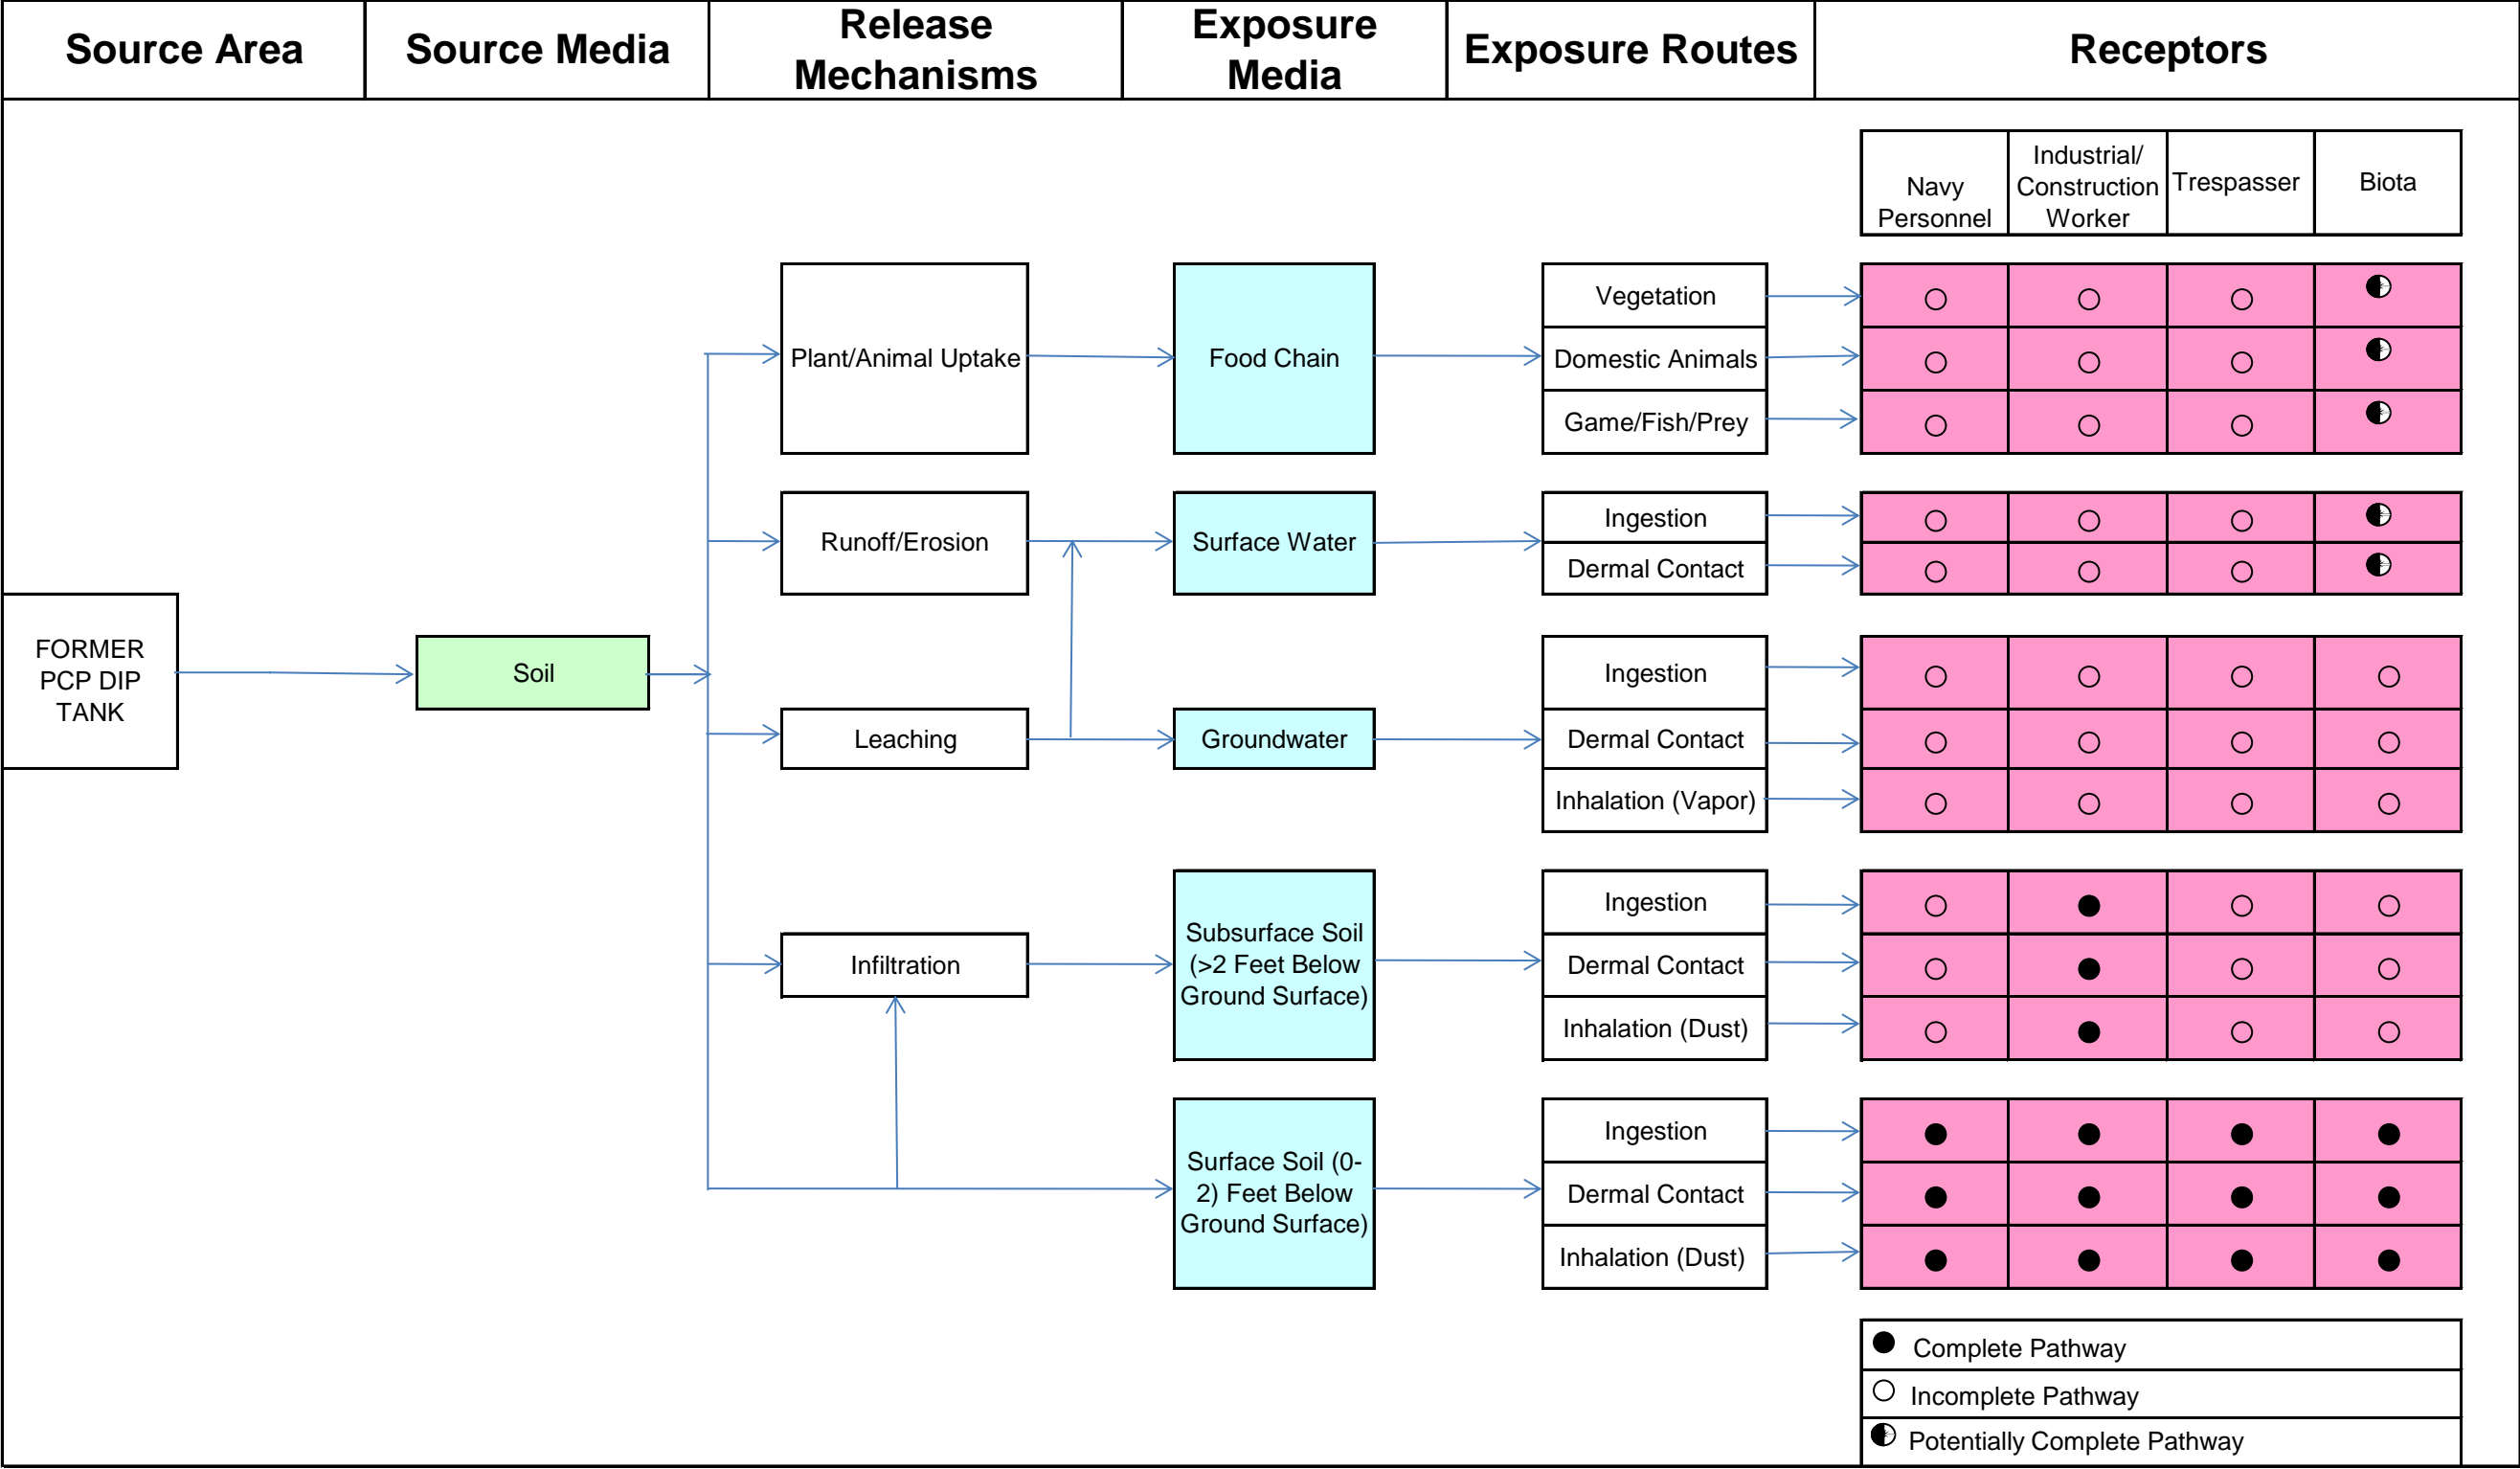 Source Area
Source Media
Release
Mechanisms
Exposure
Media
Exposure Routes
Receptors
Navy
Personnel
Industrial/
Construction
Worker
Trespasser
Biota
Plant/Animal Uptake
Food Chain
Vegetation
Domestic Animals
Game/Fish/Prey
Runoff/Erosion
Surface Water
Ingestion
Dermal Contact
FORMER
PCP DIP
TANK
Soil
Leaching
Groundwater
Ingestion
Dermal Contact
Inhalation (Vapor)
Infiltration
Subsurface Soil
(>2 Feet Below
Ground Surface)
Ingestion
Dermal Contact
Inhalation (Dust)
Surface Soil (0-
2) Feet Below
Ground Surface)
Ingestion
Dermal Contact
Inhalation (Dust)
Complete Pathway
Incomplete Pathway
Potentially Complete Pathway